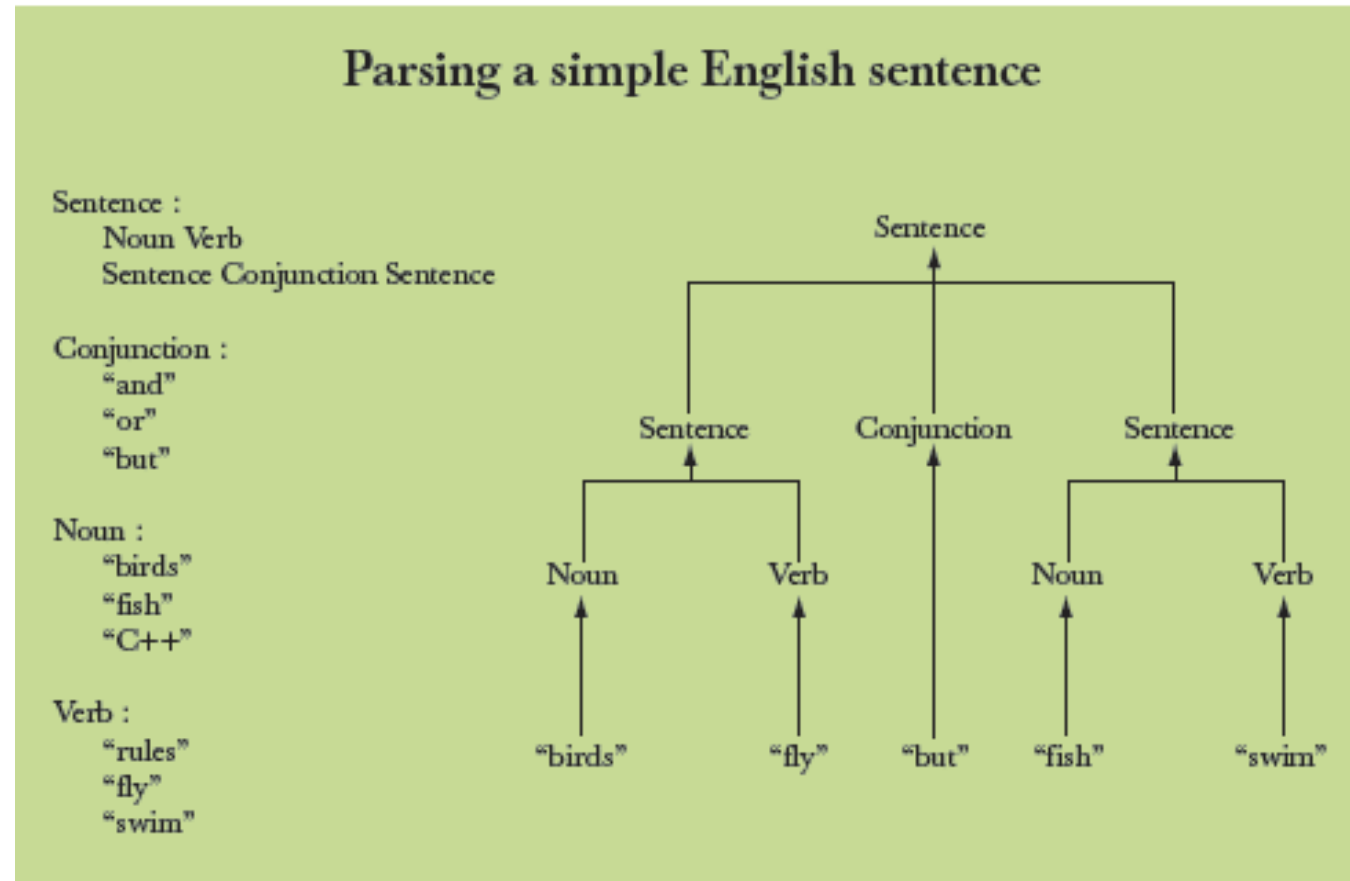 Parsing a simple English sentence
Sentence :
Noun Verb
Sentence Conjunction Sentence
Conjunction :
“and”
“or”
“but”
Noun :
“birds”
“fish”
“C++”
Verb :
“rules”
“fly”
“swim”
Sentence
Sentence Conjunction Sentence
Noun Verb Noun Verb
“birds” “fly” “but” “fish” “swim”